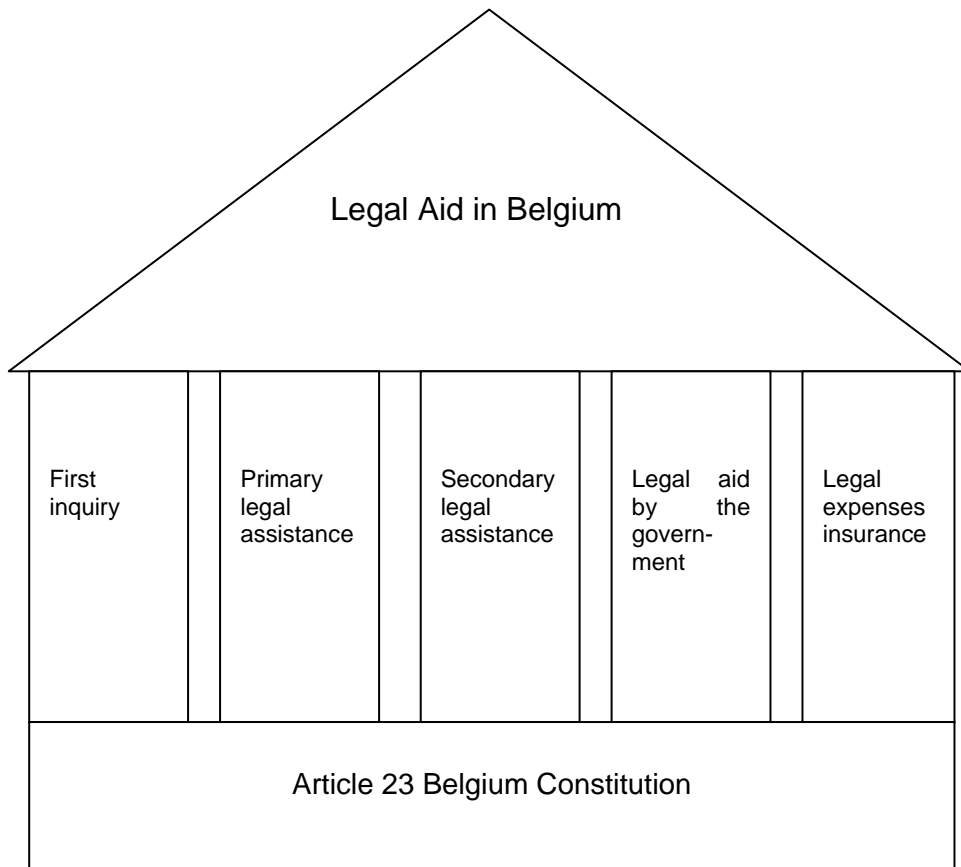 Legal Aid in Belgium
First
inquiry
Primary
legal
assistance
Secondary
legal
assistance
Legal aid
by the
govern-
ment
Legal
expenses
insurance
Article 23 Belgium Constitution